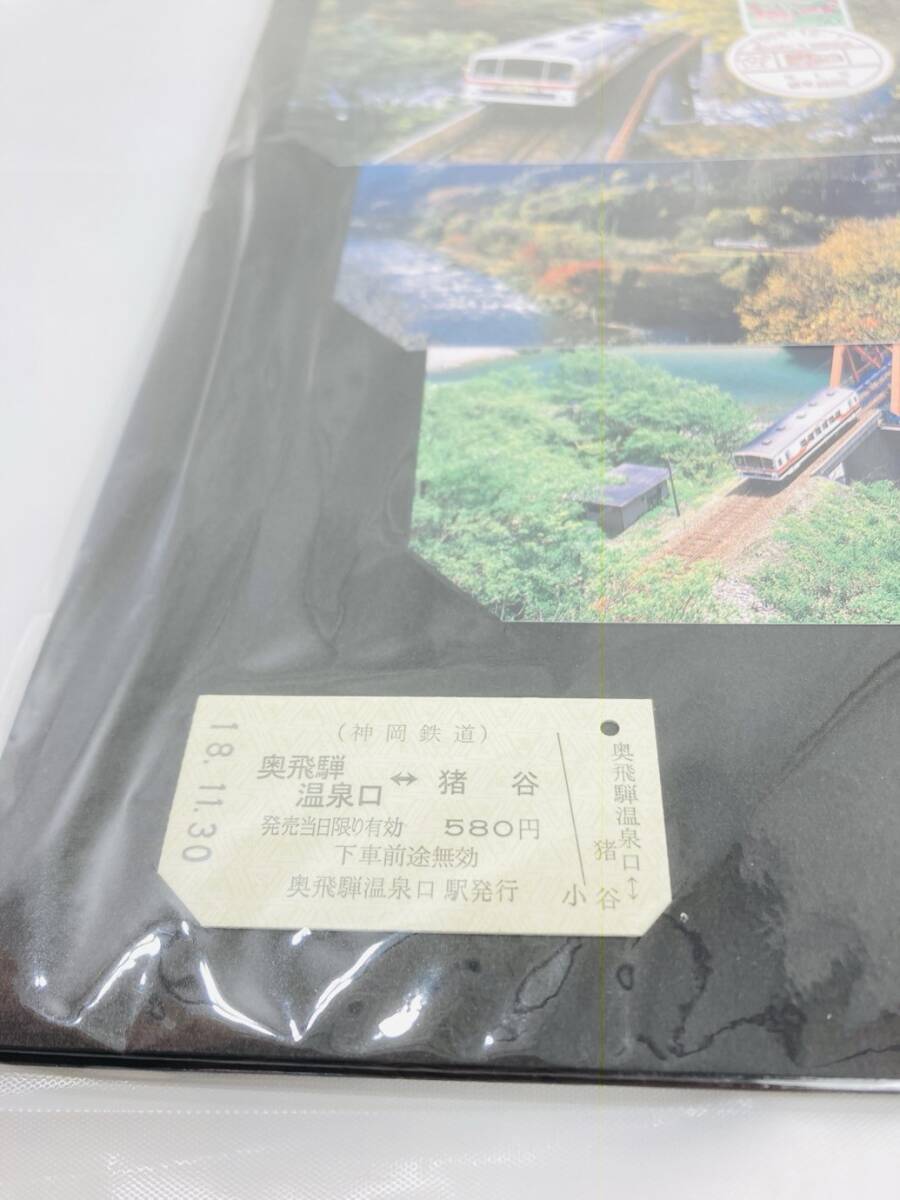 (神岡鉄道)
奥飛騨
温泉口 ↔ 猪谷
発売当日限り有効 580円
下車前途無効
奥飛騨温泉口 駅発行
18.11.30
奥飛騨温泉口↔
猪谷
小